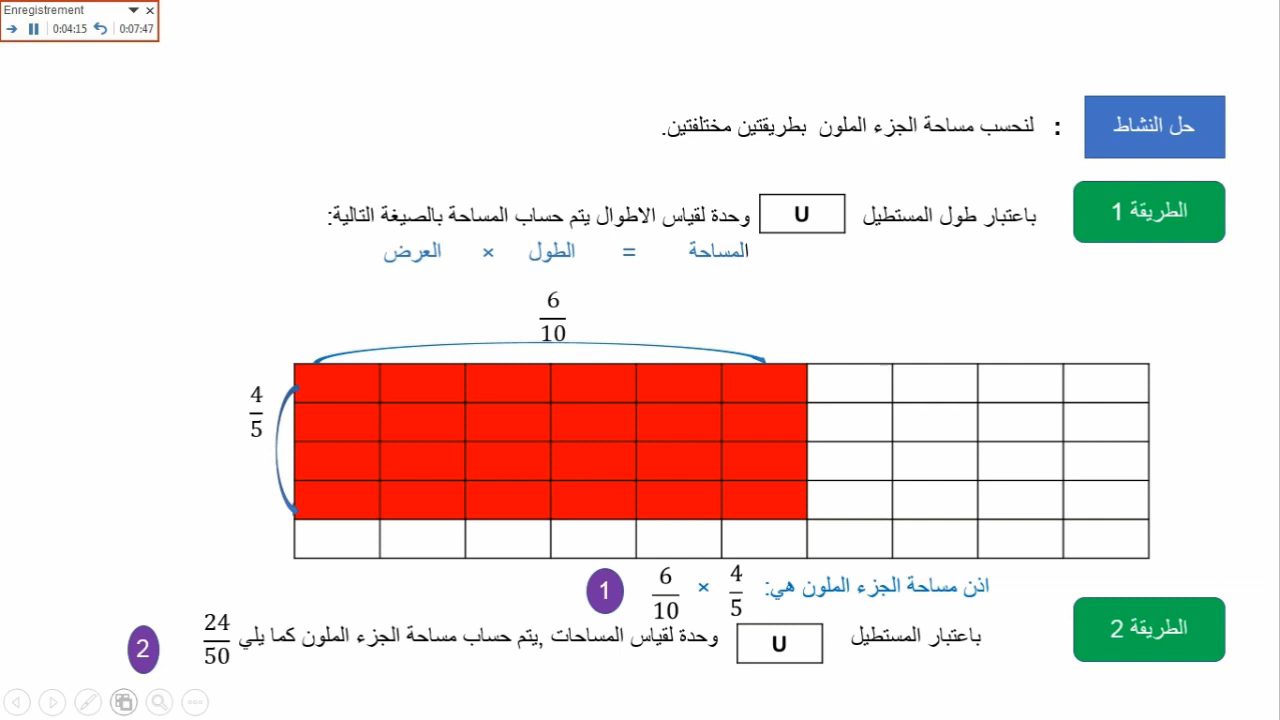 Enregistrement
0:04:15 0:07:47
حل النشاط : لنحسب مساحة الجزء الملون بطريقتين مختلفتين.
الطريقة 1
باعتبار طول المستطيل U وحدة لقياس الاطوال يتم حساب المساحة بالصيغة التالية:
المساحة = الطول × العرض
6/10
4/5
اذن مساحة الجزء الملون هي: 4/5 × 6/10 1
الطريقة 2
باعتبار المستطيل U وحدة لقياس المساحات ,يتم حساب مساحة الجزء الملون كما يلي 24/50 2